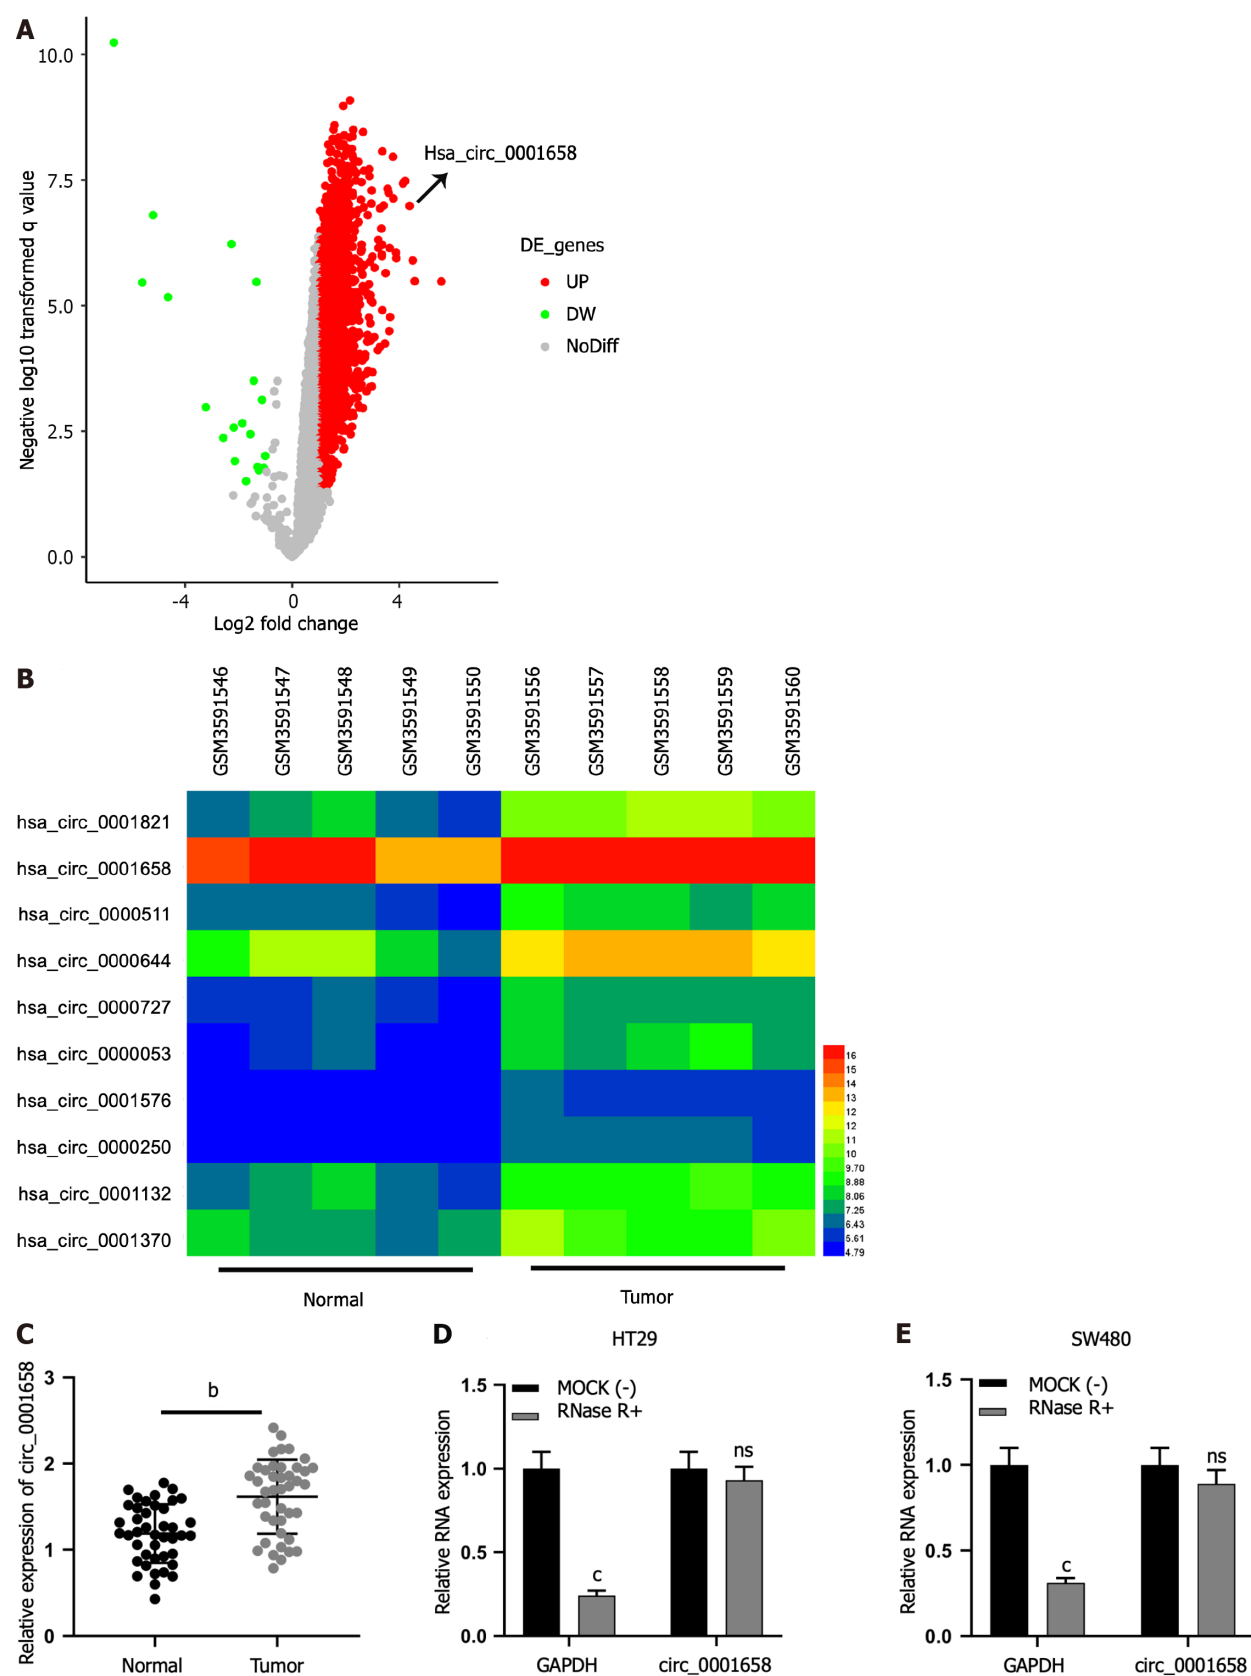 A
10.0
7.5
5.0
2.5
0.0
Negative log10 transformed q value
-4
0
4
Log2 fold change
Hsa_circ_0001658
DE_genes
UP
DW
NoDiff
B
GSM3591546
GSM3591547
GSM3591548
GSM3591549
GSM3591550
GSM3591556
GSM3591557
GSM3591558
GSM3591559
GSM3591560
hsa_circ_0001821
hsa_circ_0001658
hsa_circ_0000511
hsa_circ_0000644
hsa_circ_0000727
hsa_circ_0000053
hsa_circ_0001576
hsa_circ_0000250
hsa_circ_0001132
hsa_circ_0001370
16
15
14
13
12
12
11
10
9.70
8.88
8.06
7.25
6.43
5.61
4.79
Normal
Tumor
C
Relative expression of circ_0001658
3
2
1
0
b
Normal
Tumor
D
HT29
MOCK (-)
RNase R+
Relative RNA expression
1.5
1.0
0.5
0.0
c
ns
GAPDH
circ_0001658
E
SW480
MOCK (-)
RNase R+
Relative RNA expression
1.5
1.0
0.5
0.0
c
ns
GAPDH
circ_0001658